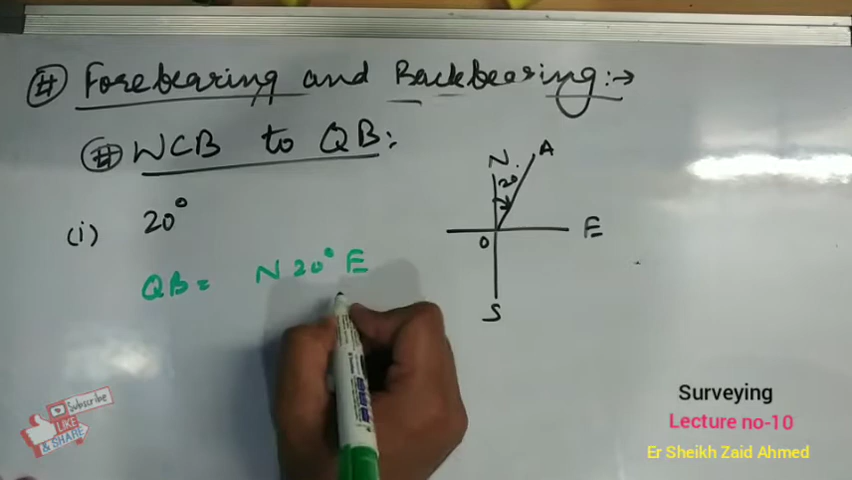 # Forebearing and Backbearing:→
# WCB to QB:
(i) 20°
QB= N 20° E
N
20
A
O
E
S
Subscribe
LIKE
& SHARE
Surveying
Lecture no-10
Er Sheikh Zaid Ahmed